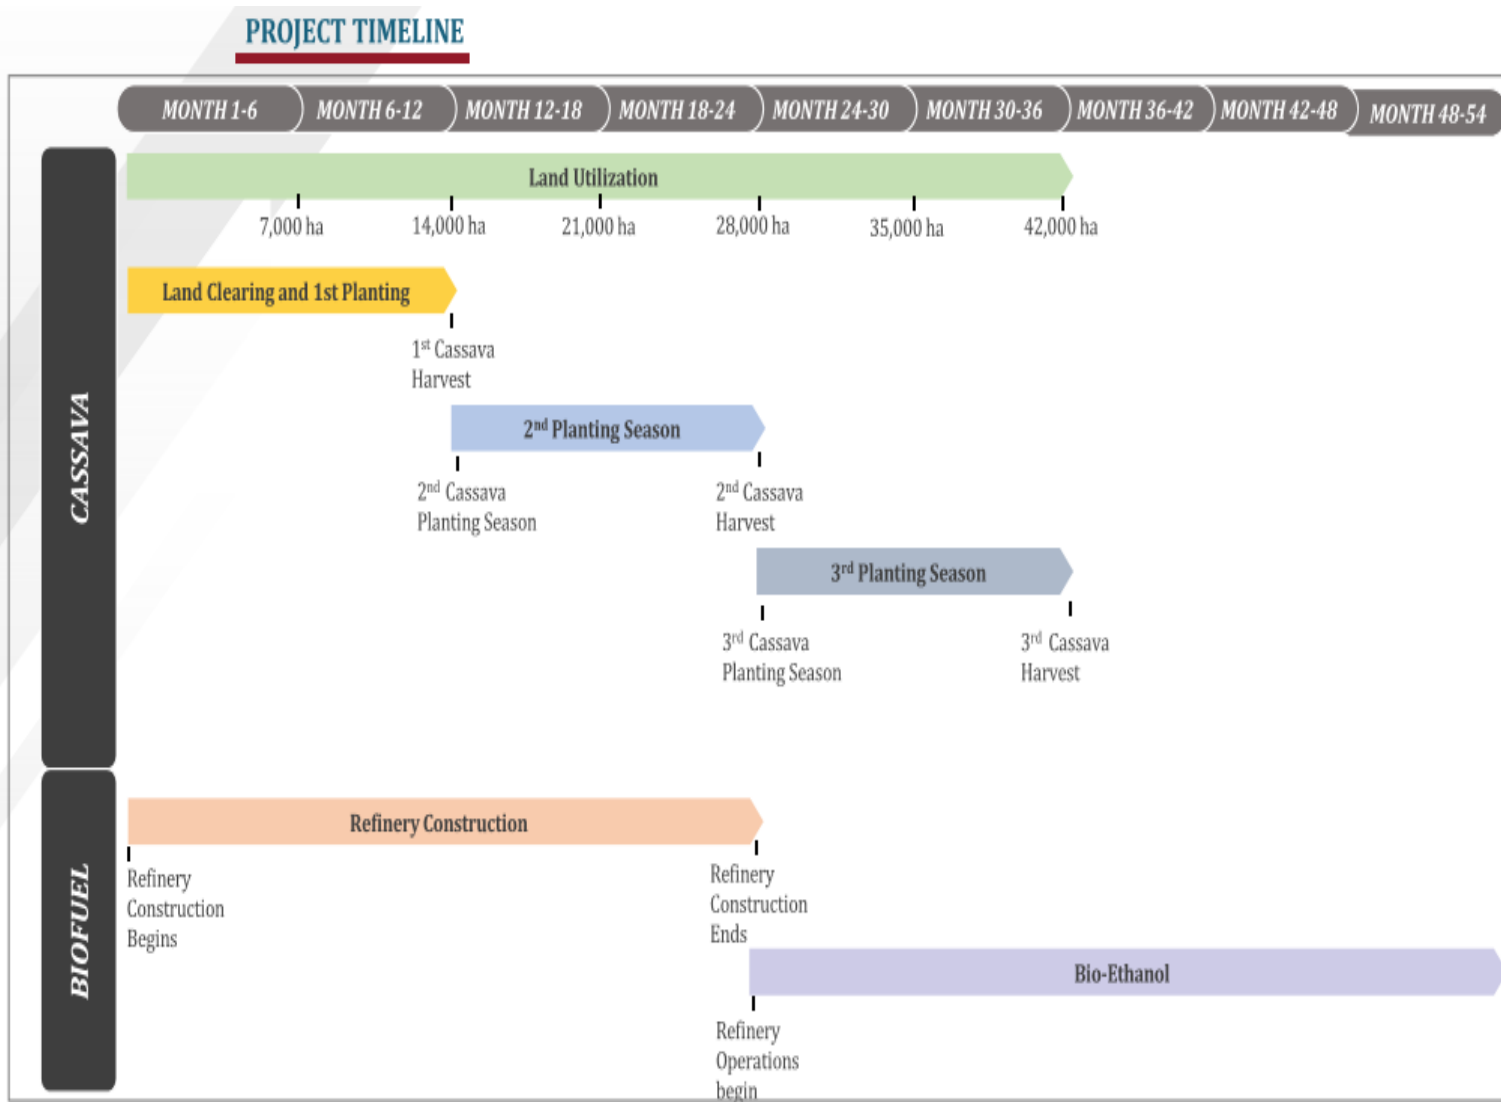 PROJECT TIMELINE
MONTH 1-6
MONTH 6-12
MONTH 12-18
MONTH 18-24
MONTH 24-30
MONTH 30-36
MONTH 36-42
MONTH 42-48
MONTH 48-54
CASSAVA
Land Utilization
7,000 ha
14,000 ha
21,000 ha
28,000 ha
35,000 ha
42,000 ha
Land Clearing and 1st Planting
1st Cassava
Harvest
2nd Planting Season
2nd Cassava
Planting Season
2nd Cassava
Harvest
3rd Planting Season
3rd Cassava
Planting Season
3rd Cassava
Harvest
BIOFUEL
Refinery Construction
Refinery
Construction
Begins
Refinery
Construction
Ends
Bio-Ethanol
Refinery
Operations
begin